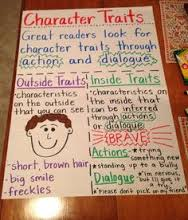 Character Traits
Great readers look for
character traits through
action and dialogue
Outside Traits
•characteristics
on the outside
that you can see
•short, brown hair
•big smile
•freckles
Inside Traits
•characteristics on
the inside that
can be inferred
through actions
or dialogue
BRAVE
Actions- •trying
something new
•standing up to a bully
Dialogue "I'm nervous,
but I'll give it
a try"
"Please don't pick on my friend!